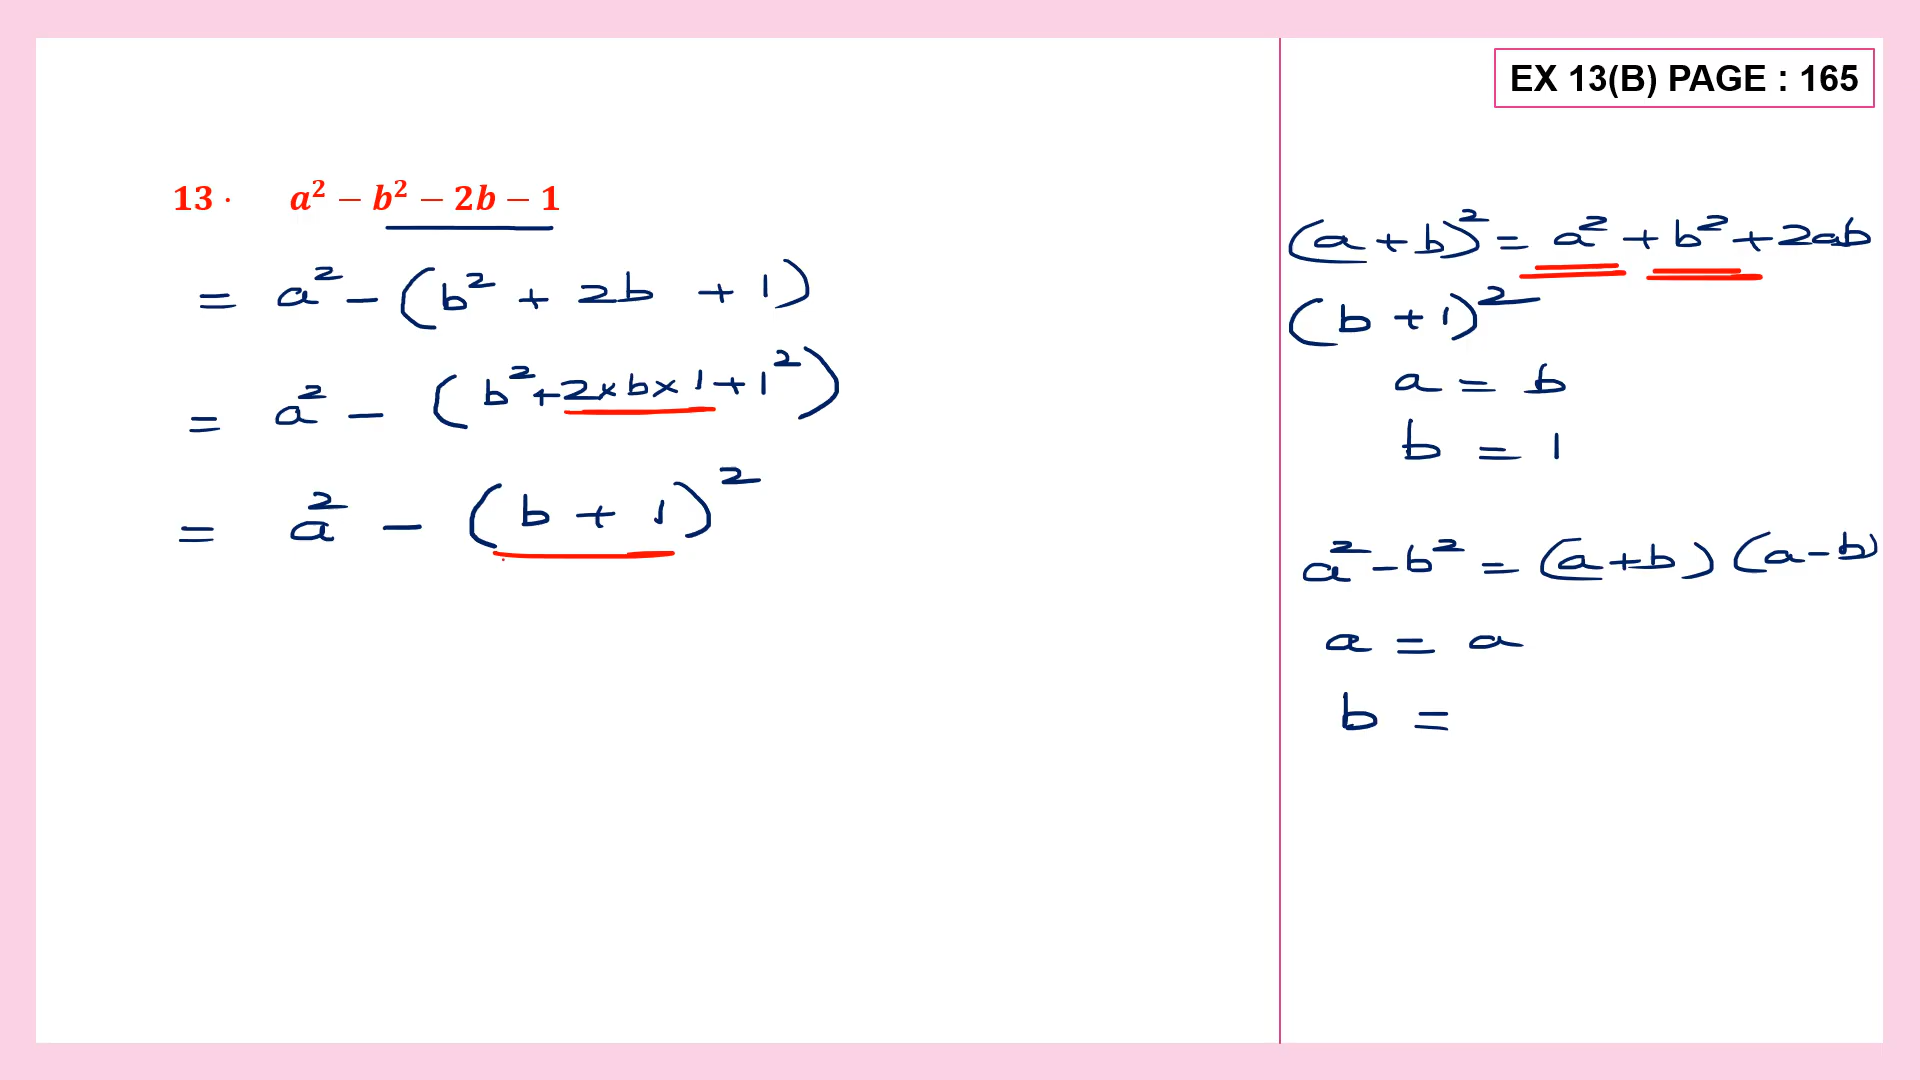 EX 13(B) PAGE : 165
13 · a² − b² − 2b − 1
= a² − (b² + 2b + 1)
= a² − (b² + 2 × b × 1 + 1²)
= a² − (b + 1)²
(a + b)² = a² + b² + 2ab
(b + 1)²
a = b
b = 1
a² − b² = (a + b) (a − b)
a = a
b =